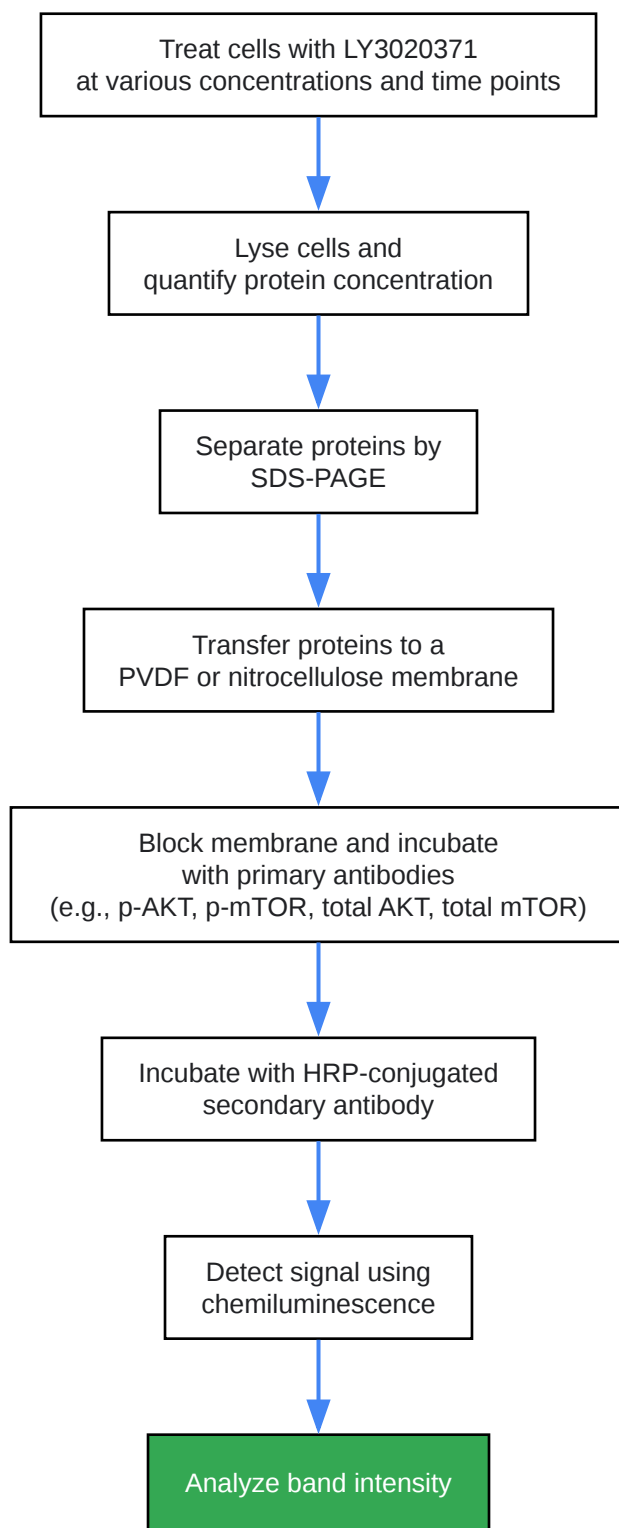 Treat cells with LY3020371
at various concentrations and time points
Lyse cells and
quantify protein concentration
Separate proteins by
SDS-PAGE
Transfer proteins to a
PVDF or nitrocellulose membrane
Block membrane and incubate
with primary antibodies
(e.g., p-AKT, p-mTOR, total AKT, total mTOR)
Incubate with HRP-conjugated
secondary antibody
Detect signal using
chemiluminescence
Analyze band intensity